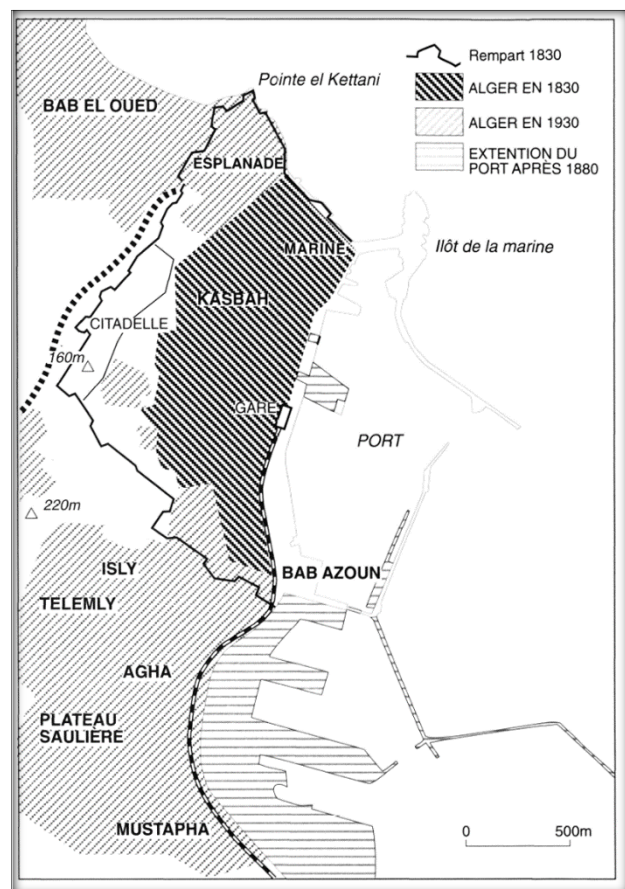 Rempart 1830
ALGER EN 1830
ALGER EN 1930
EXTENTION DU
PORT APRÈS 1880
Pointe el Kettani
BAB EL OUED
ESPLANADE
MARINE
Ilôt de la marine
KASBAH
CITADELLE
160m
GARE
PORT
220m
BAB AZOUN
ISLY
TELEMLY
AGHA
PLATEAU
SAULIÈRE
MUSTAPHA
0 500m